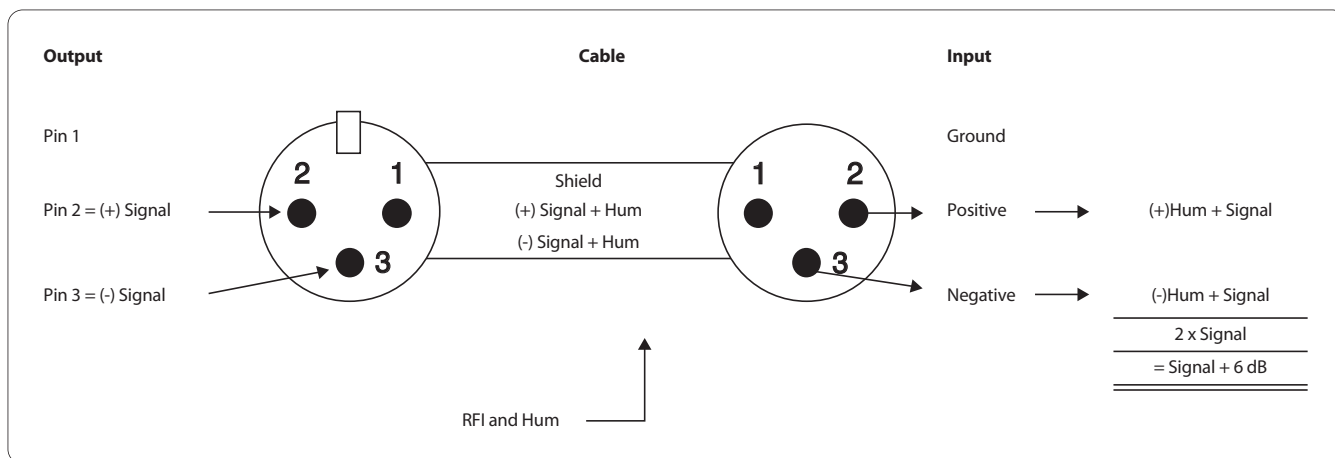 Output
Cable
Input
Pin 1
Ground
2 1
1 2
Shield
Pin 2 = (+) Signal
(+) Signal + Hum
Positive
(+)Hum + Signal
(-) Signal + Hum
3
3
Pin 3 = (-) Signal
Negative
(-)Hum + Signal
2 x Signal
= Signal + 6 dB
RFI and Hum